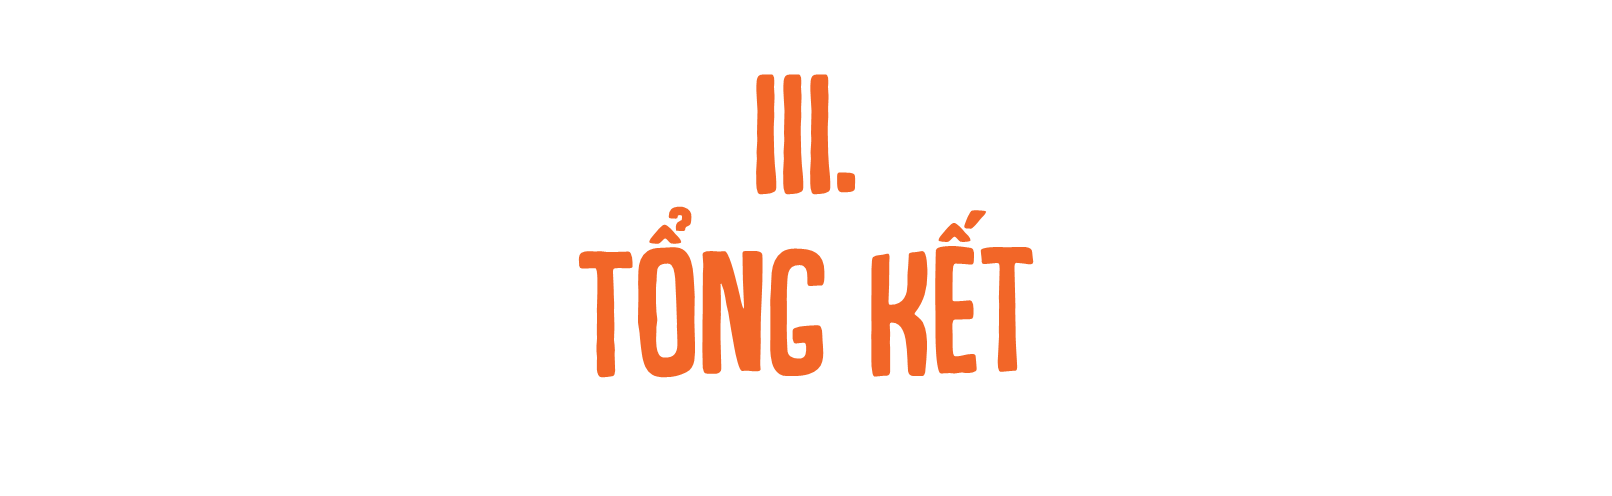 III.
TỔNG KẾT